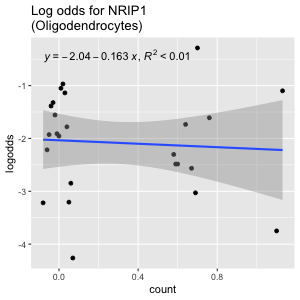 Log odds for NRIP1
(Oligodendrocytes)
y = −2.04 − 0.163 x, R² < 0.01
-1
-2
-3
-4
logodds
0.0 0.4 0.8
count